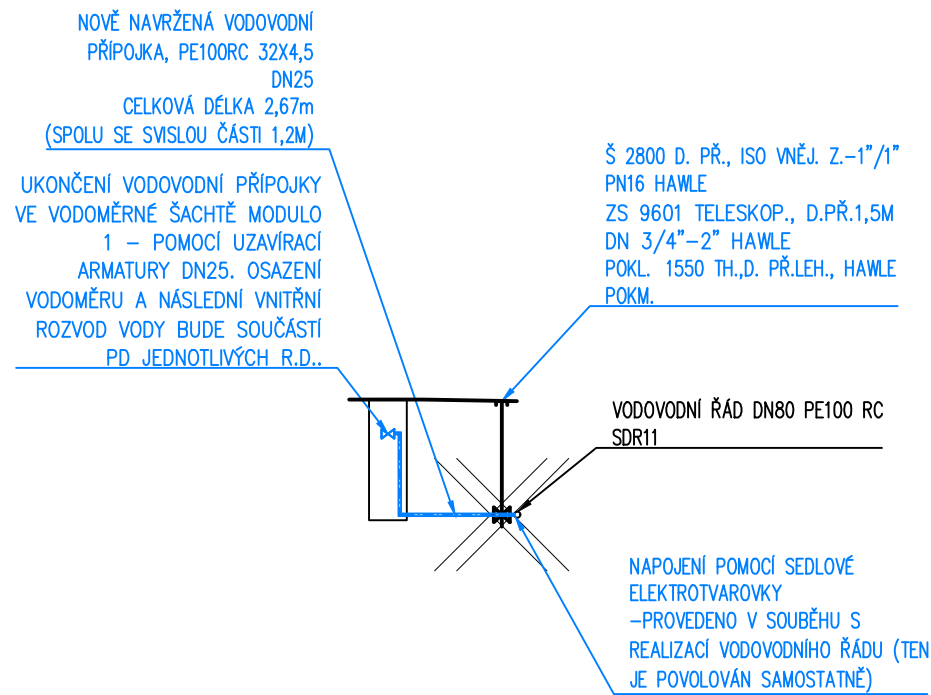 NOVĚ NAVRŽENÁ VODOVODNÍ
PŘÍPOJKA, PE100RC 32X4,5
DN25
CELKOVÁ DÉLKA 2,67m
(SPOLU SE SVISLOU ČÁSTI 1,2M)
UKONČENÍ VODOVODNÍ PŘÍPOJKY
VE VODOMĚRNÉ ŠACHTĚ MODULO
1 – POMOCÍ UZAVÍRACÍ
ARMATURY DN25. OSAZENÍ
VODOMĚRU A NÁSLEDNÍ VNITŘNÍ
ROZVOD VODY BUDE SOUČÁSTÍ
PD JEDNOTLIVÝCH R.D..
Š 2800 D. PŘ., ISO VNĚJ. Z.–1”/1”
PN16 HAWLE
ZS 9601 TELESKOP., D.PŘ.1,5M
DN 3/4”–2” HAWLE
POKL. 1550 TH.,D. PŘ.LEH., HAWLE
POKM.
VODOVODNÍ ŘÁD DN80 PE100 RC
SDR11
NAPOJENÍ POMOCÍ SEDLOVÉ
ELEKTROTVAROVKY
–PROVEDENO V SOUBĚHU S
REALIZACÍ VODOVODNÍHO ŘÁDU (TEN
JE POVOLOVÁN SAMOSTATNĚ)